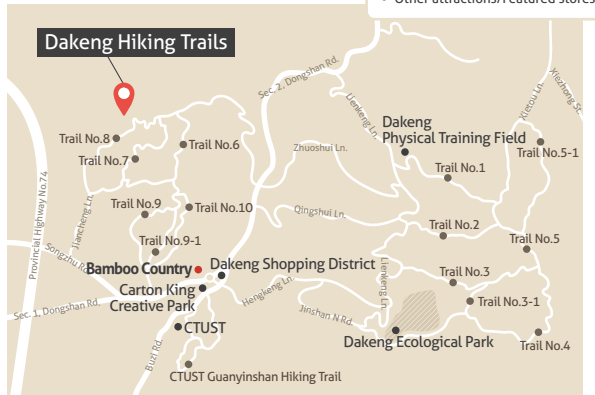 Other attractions/Featured stores
Dakeng Hiking Trails
Sec. 2, Dongshan Rd.
Xiezhong St.
Xietou Ln.
Lienkeng Ln.
Dakeng
Physical Training Field
Trail No.8
Trail No.7
Trail No.6
Zhuoshui Ln.
Trail No.5-1
Trail No.1
Provincial Highway No.74
Jiancheng Ln.
Trail No.9
Trail No.10
Qingshui Ln.
Trail No.2
Trail No.9-1
Songzhu Rd.
Trail No.5
Bamboo Country
Dakeng Shopping District
Lienkeng Ln.
Trail No.3
Carton King
Creative Park
Hengkeng Ln.
Trail No.3-1
Sec. 1, Dongshan Rd.
Jinshan N Rd.
CTUST
Buzi Rd.
Dakeng Ecological Park
Trail No.4
CTUST Guanyinshan Hiking Trail